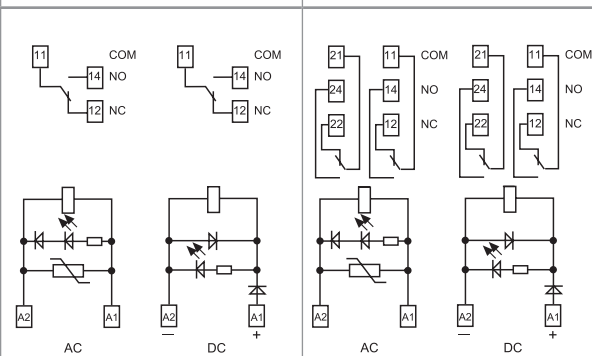 11 COM 11 COM 21 11 COM 21 11 COM
14 NO 14 NO 24 14 NO 24 14 NO
12 NC 12 NC 22 12 NC 22 12 NC
A2 A1 A2 A1 A2 A1 A2 A1
— + — +
AC DC AC DC